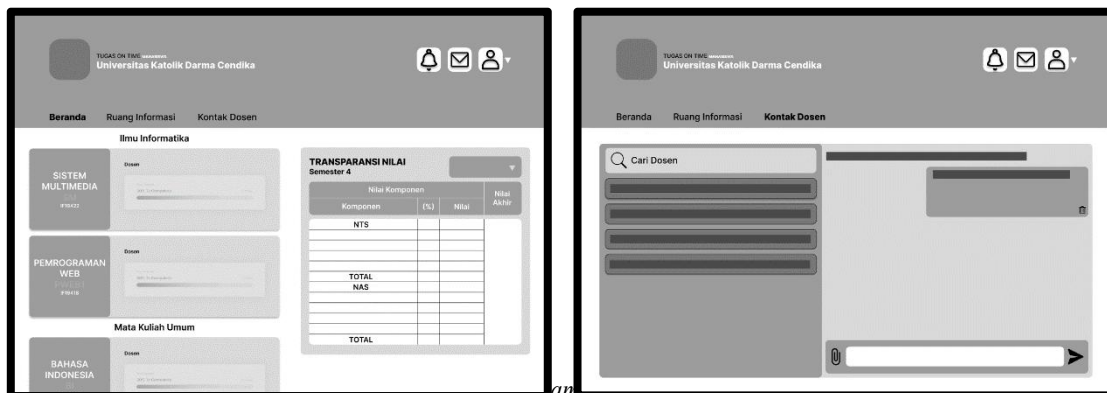 TUGAS ON TIME
Universitas Katolik Darma Cendika
Beranda Ruang Informasi Kontak Dosen
Ilmu Informatika
SISTEM
MULTIMEDIA
Dosen
PEMROGRAMAN
WEB
Dosen
Mata Kuliah Umum
BAHASA
INDONESIA
Dosen
TRANSPARANSI NILAI
Semester 4
Nilai Komponen
Nilai
Akhir
Komponen (%) Nilai
NTS
TOTAL
NAS
TOTAL
TUGAS ON TIME
Universitas Katolik Darma Cendika
Beranda Ruang Informasi Kontak Dosen
Cari Dosen